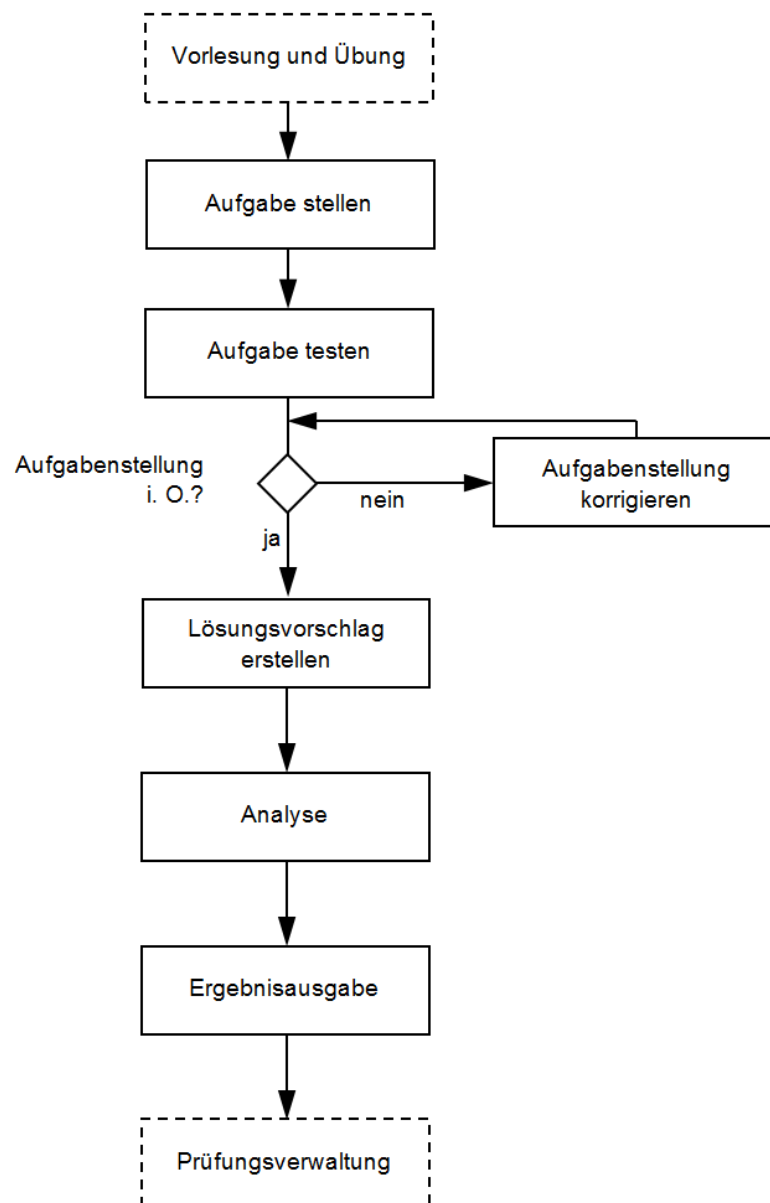 Vorlesung und Übung
Aufgabe stellen
Aufgabe testen
Aufgabenstellung
i. O.?
nein
Aufgabenstellung
korrigieren
ja
Lösungsvorschlag
erstellen
Analyse
Ergebnisausgabe
Prüfungsverwaltung